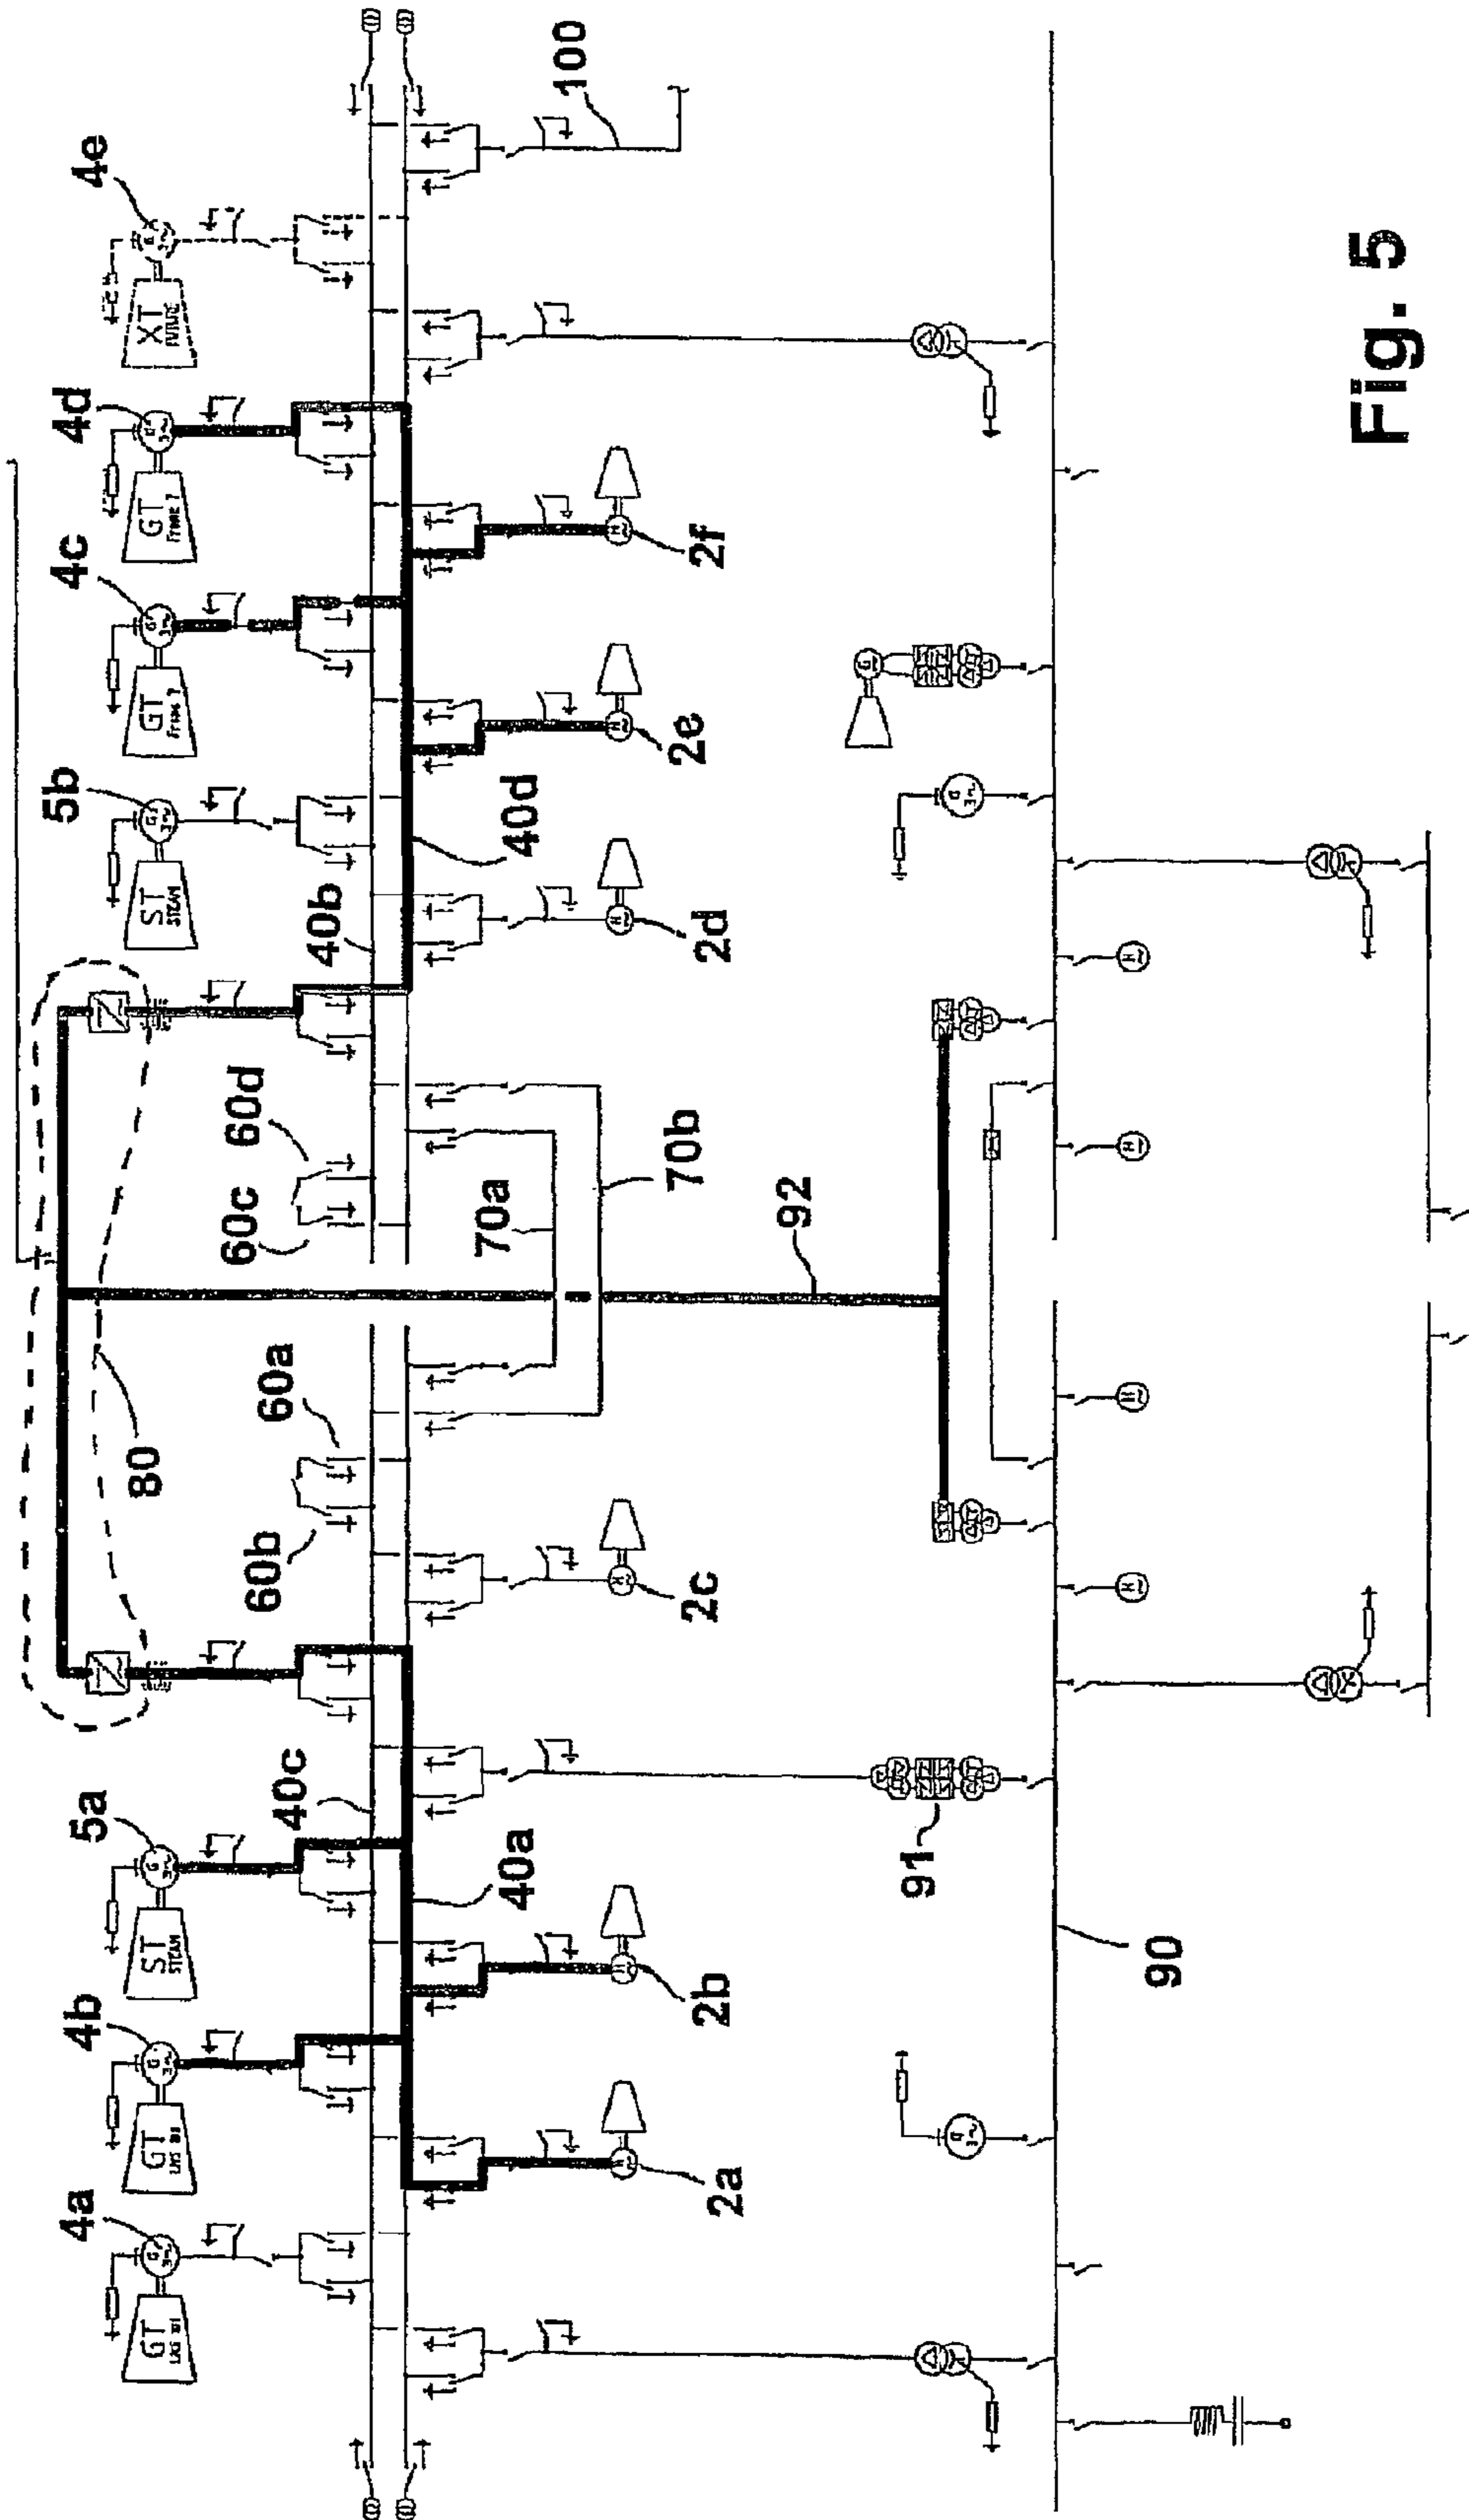 4a
4b
5a
5b
4c
4d
4e
GT
GT
ST
STEAM
ST
STEAM
GT
GT
XT
FUTURE
80
60b
60a
60c
60d
40c
40b
40a
40d
70a
70b
100
2a
2b
2c
2d
2e
2f
92
91
90
Fig. 5